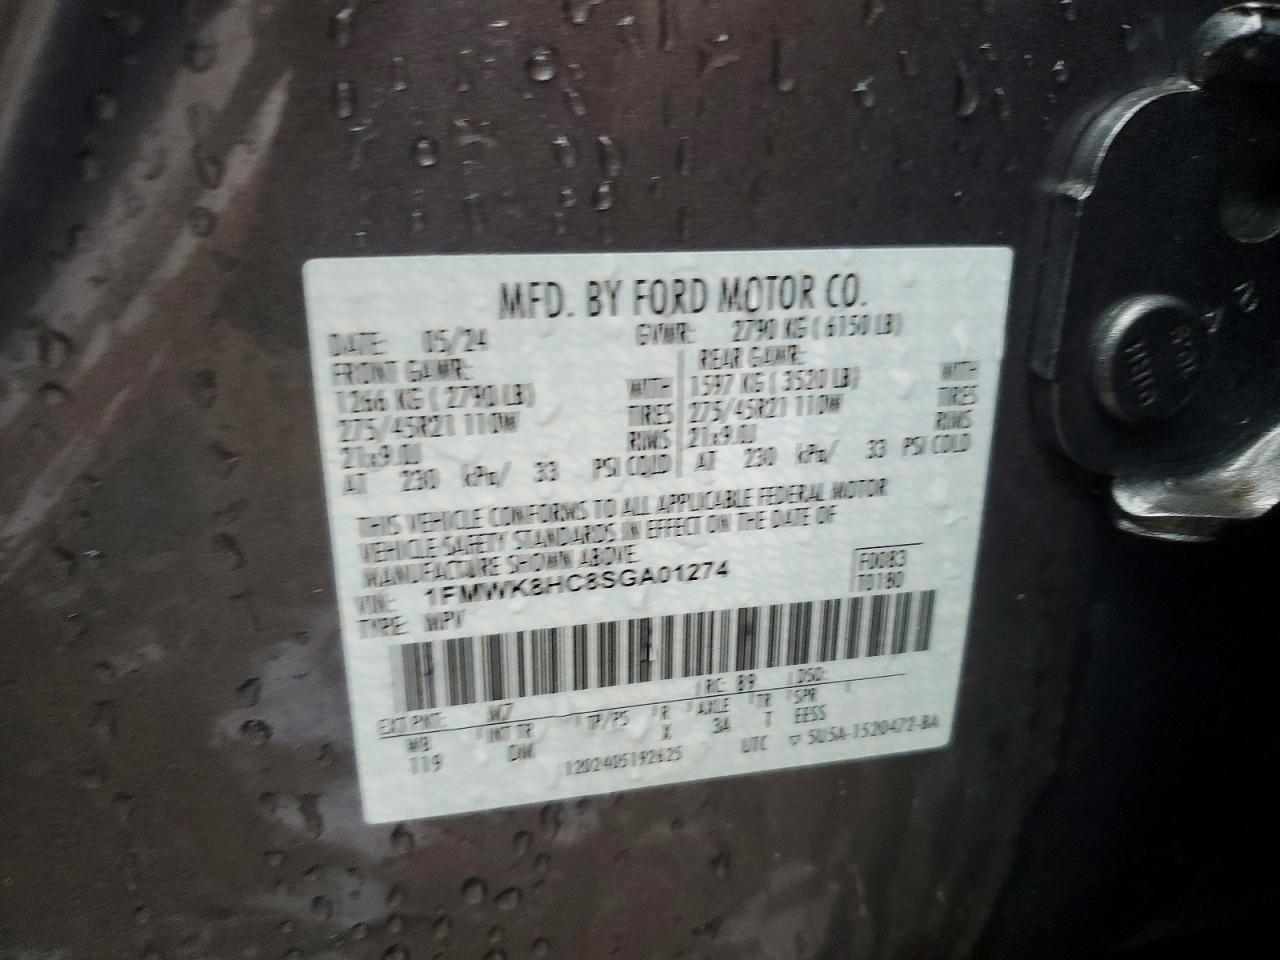 MFD. BY FORD MOTOR CO.
DATE: 05/24 GVWR: 2790 KG ( 6150 LB)
FRONT GAWR: REAR GAWR:
1266 KG ( 2790 LB) WITH 1597 KG ( 3520 LB) WITH
275/45R21 110W TIRES 275/45R21 110W TIRES
21x9.0J RIMS 21x9.0J RIMS
AT 230 kPa/ 33 PSI COLD AT 230 kPa/ 33 PSI COLD
THIS VEHICLE CONFORMS TO ALL APPLICABLE FEDERAL MOTOR
VEHICLE SAFETY STANDARDS IN EFFECT ON THE DATE OF
MANUFACTURE SHOWN ABOVE.
VIN: 1FMWK8HC8SGA01274 F0083
TYPE: MPV T0180
EXT PNT: M7 RC: 89 DSO:
INT TR TP/PS R AXLE TR SPR
119 DW X 3A T EESS
1202405192625 UTC ▽ 5U5A-1520472-BA